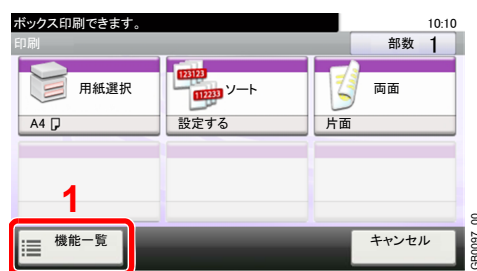 ボックス印刷できます。 10:10
印刷 部数 1
123123
112233
用紙選択 ソート 両面
A4 設定する 片面
1
機能一覧 キャンセル
GB0097_00